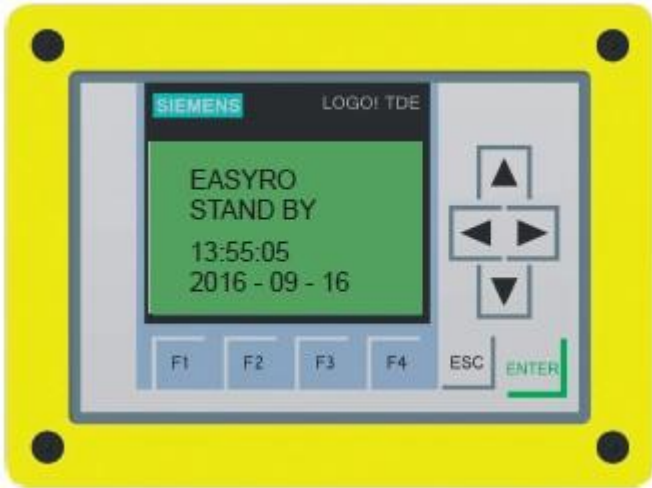 SIEMENS LOGO! TDE
EASYRO
STAND BY
13:55:05
2016 - 09 - 16
F1 F2 F3 F4 ESC ENTER